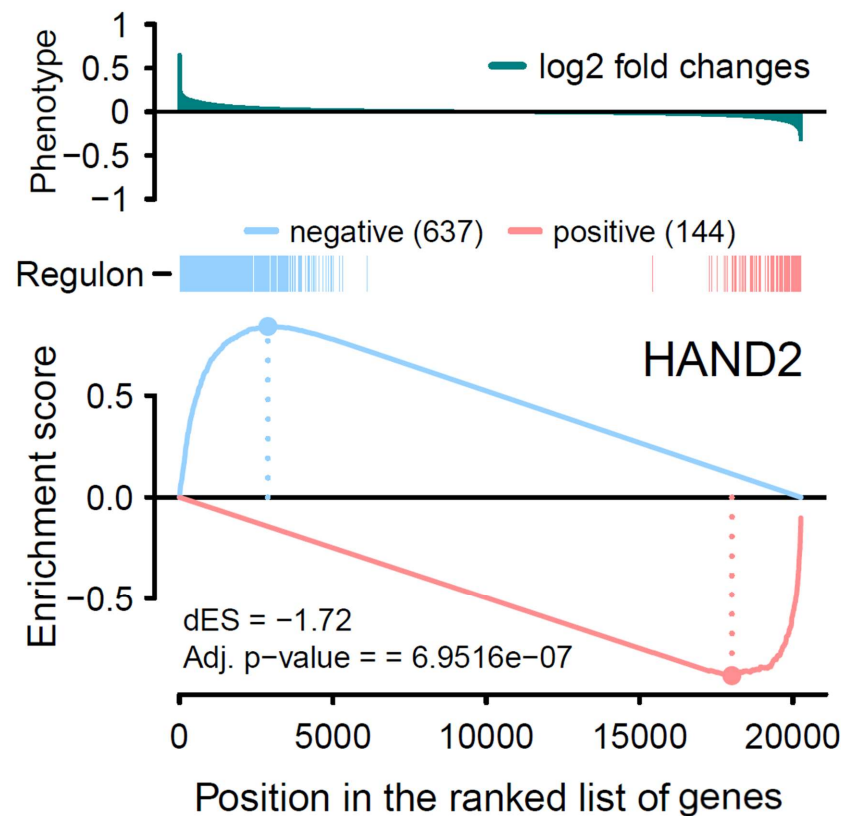 1
0.5
0
−0.5
−1
Phenotype
log2 fold changes
negative (637) positive (144)
Regulon
HAND2
0.5
0.0
−0.5
Enrichment score
dES = −1.72
Adj. p−value = = 6.9516e−07
0 5000 10000 15000 20000
Position in the ranked list of genes